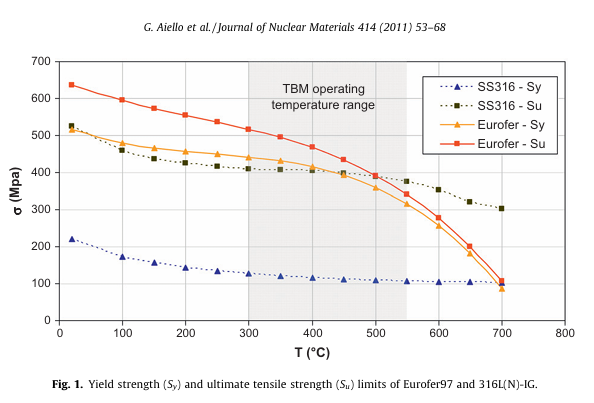 G. Aiello et al. / Journal of Nuclear Materials 414 (2011) 53–68
700
600
500
400
300
200
100
0
σ (Mpa)
TBM operating
temperature range
SS316 - Sy
SS316 - Su
Eurofer - Sy
Eurofer - Su
0 100 200 300 400 500 600 700 800
T (°C)
Fig. 1. Yield strength (Sy) and ultimate tensile strength (Su) limits of Eurofer97 and 316L(N)-IG.